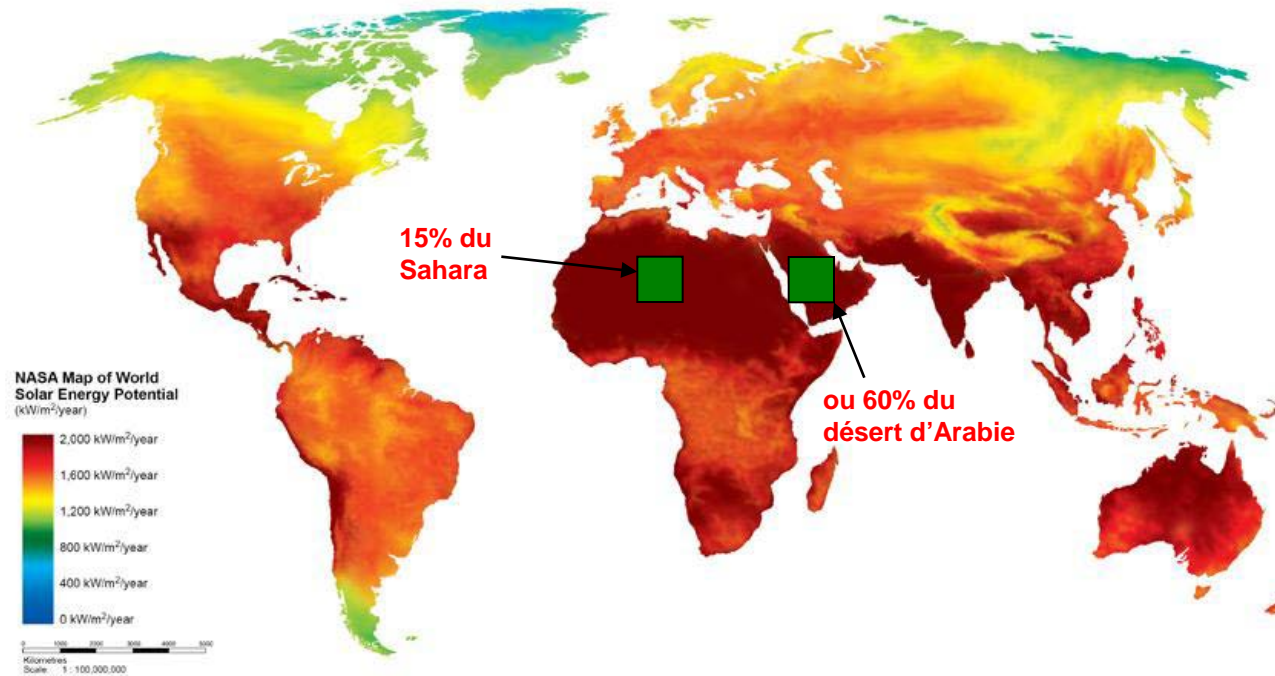 15% du
Sahara
ou 60% du
désert d’Arabie
NASA Map of World
Solar Energy Potential
(kW/m²/year)
2,000 kW/m²/year
1,600 kW/m²/year
1,200 kW/m²/year
800 kW/m²/year
400 kW/m²/year
0 kW/m²/year
0 1000 2000 3000 4000 5000
Kilometres
Scale: 1 : 100,000,000